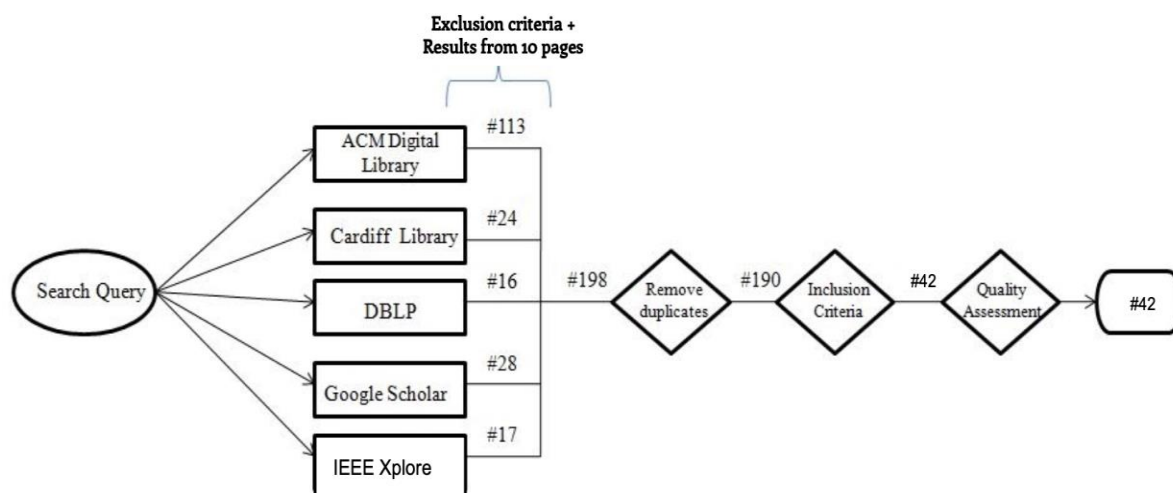 Exclusion criteria +
Results from 10 pages
#113
ACM Digital
Library
#24
Cardiff Library
Search Query
#16
DBLP
#198
Remove
duplicates
#190
Inclusion
Criteria
#42
Quality
Assessment
#42
#28
Google Scholar
#17
IEEE Xplore